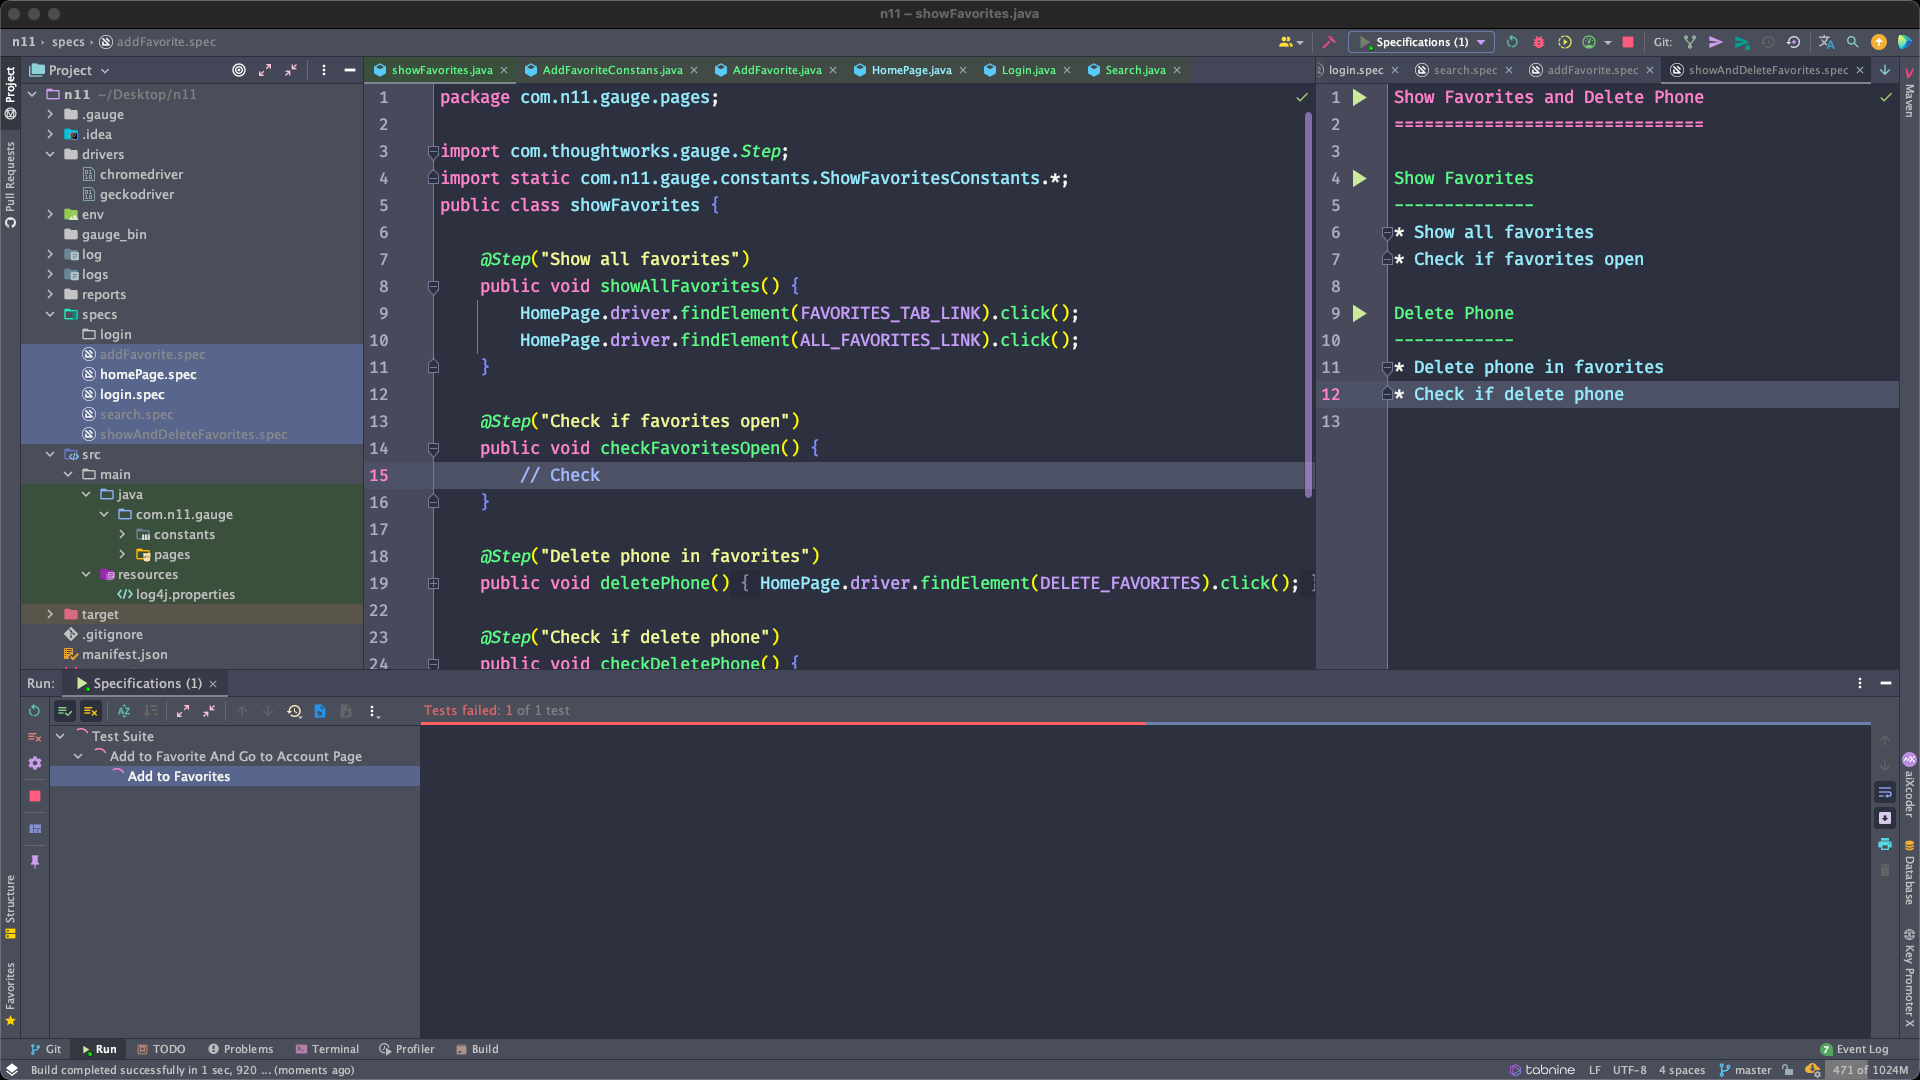 n11 – showFavorites.java
n11 › specs › addFavorite.spec
Specifications (1)
Git:
Project
showFavorites.java
AddFavoriteConstans.java
AddFavorite.java
HomePage.java
Login.java
Search.java
login.spec
search.spec
addFavorite.spec
showAndDeleteFavorites.spec
Project
Pull Requests
Structure
Favorites
Maven
aiXcoder
Database
Key Promoter X
n11 ~/Desktop/n11
.gauge
.idea
drivers
chromedriver
geckodriver
env
gauge_bin
log
logs
reports
specs
login
addFavorite.spec
homePage.spec
login.spec
search.spec
showAndDeleteFavorites.spec
src
main
java
com.n11.gauge
constants
pages
resources
log4j.properties
target
.gitignore
manifest.json
1 package com.n11.gauge.pages;
2
3 import com.thoughtworks.gauge.Step;
4 import static com.n11.gauge.constants.ShowFavoritesConstants.*;
5 public class showFavorites {
6
7 @Step("Show all favorites")
8 public void showAllFavorites() {
9 HomePage.driver.findElement(FAVORITES_TAB_LINK).click();
10 HomePage.driver.findElement(ALL_FAVORITES_LINK).click();
11 }
12
13 @Step("Check if favorites open")
14 public void checkFavoritesOpen() {
15 // Check
16 }
17
18 @Step("Delete phone in favorites")
19 public void deletePhone() { HomePage.driver.findElement(DELETE_FAVORITES).click(); }
22
23 @Step("Check if delete phone")
24 public void checkDeletePhone() {
1 Show Favorites and Delete Phone
2 ===============================
3
4 Show Favorites
5 --------------
6 * Show all favorites
7 * Check if favorites open
8
9 Delete Phone
10 ------------
11 * Delete phone in favorites
12 * Check if delete phone
13
Run: Specifications (1)
Tests failed: 1 of 1 test
Test Suite
Add to Favorite And Go to Account Page
Add to Favorites
Git
Run
TODO
Problems
Terminal
Profiler
Build
7 Event Log
Build completed successfully in 1 sec, 920 ... (moments ago)
tabnine
LF
UTF-8
4 spaces
master
471 of 1024M